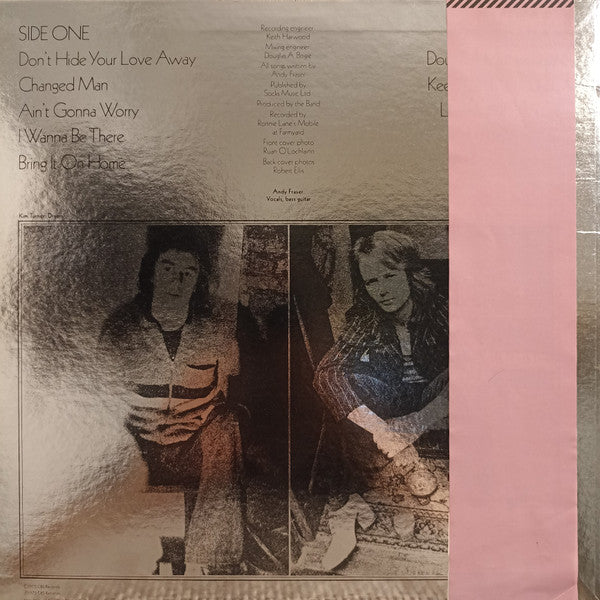 SIDE ONE
Don't Hide Your Love Away
Changed Man
Ain't Gonna Worry
I Wanna Be There
Bring It On Home
Recording engineer
Keith Harwood
Mixing engineer
Douglas A. Bogie
All songs written by
Andy Fraser
Published by
Socks Music Ltd.
Produced by the Band
Recorded by
Ronnie Lane's Mobile
at Farmyard
Front cover photo
Ruan O'Lochlainn
Back cover photos
Robert Ellis
Andy Fraser
Vocals, bass guitar
Dou
Kee
L
Kim Turner: Drums